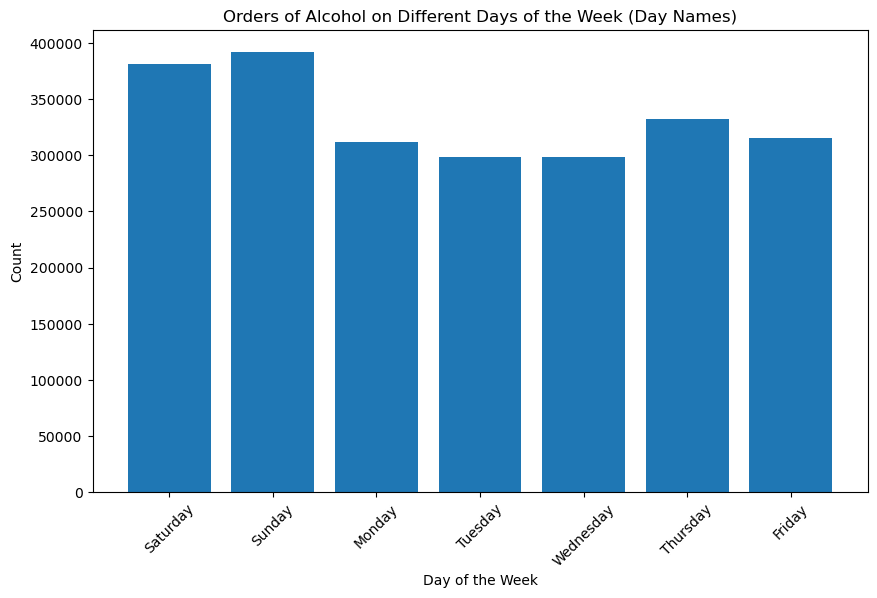 Orders of Alcohol on Different Days of the Week (Day Names)
400000
350000
300000
250000
200000
150000
100000
50000
0
Count
Saturday
Sunday
Monday
Tuesday
Wednesday
Thursday
Friday
Day of the Week